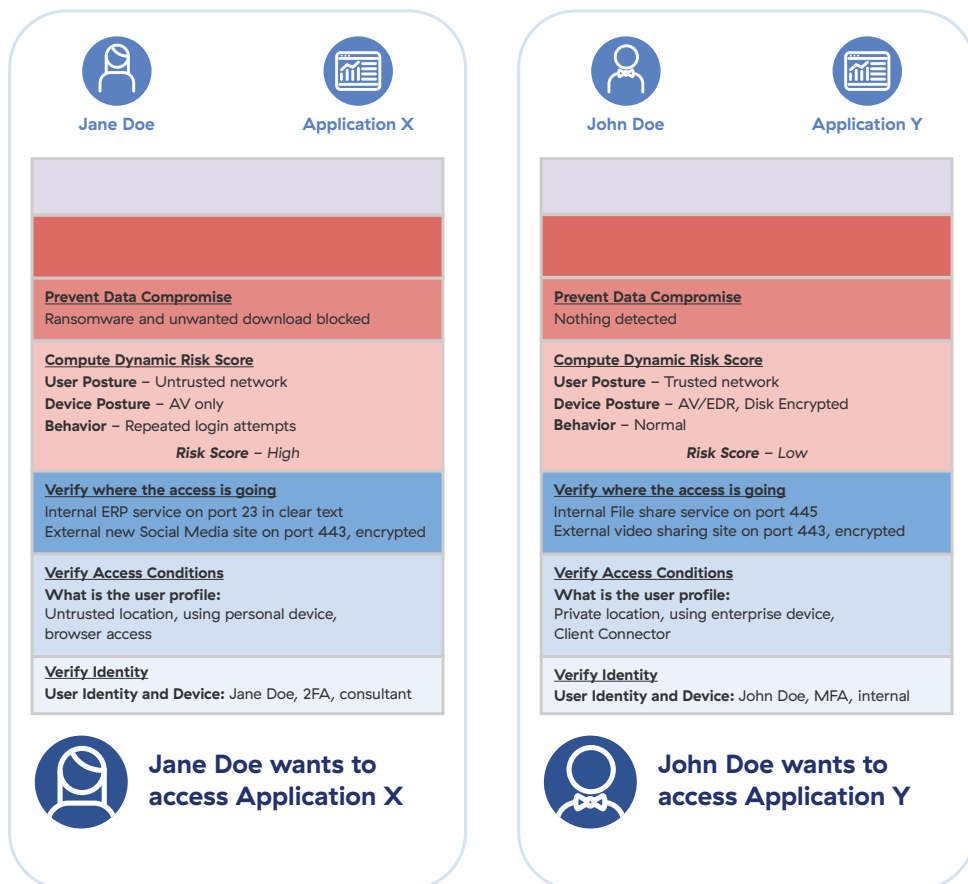 Jane Doe
Application X
Prevent Data Compromise
Ransomware and unwanted download blocked
Compute Dynamic Risk Score
User Posture – Untrusted network
Device Posture – AV only
Behavior – Repeated login attempts
Risk Score – High
Verify where the access is going
Internal ERP service on port 23 in clear text
External new Social Media site on port 443, encrypted
Verify Access Conditions
What is the user profile:
Untrusted location, using personal device,
browser access
Verify Identity
User Identity and Device: Jane Doe, 2FA, consultant
Jane Doe wants to
access Application X
John Doe
Application Y
Prevent Data Compromise
Nothing detected
Compute Dynamic Risk Score
User Posture – Trusted network
Device Posture – AV/EDR, Disk Encrypted
Behavior – Normal
Risk Score – Low
Verify where the access is going
Internal File share service on port 445
External video sharing site on port 443, encrypted
Verify Access Conditions
What is the user profile:
Private location, using enterprise device,
Client Connector
Verify Identity
User Identity and Device: John Doe, MFA, internal
John Doe wants to
access Application Y